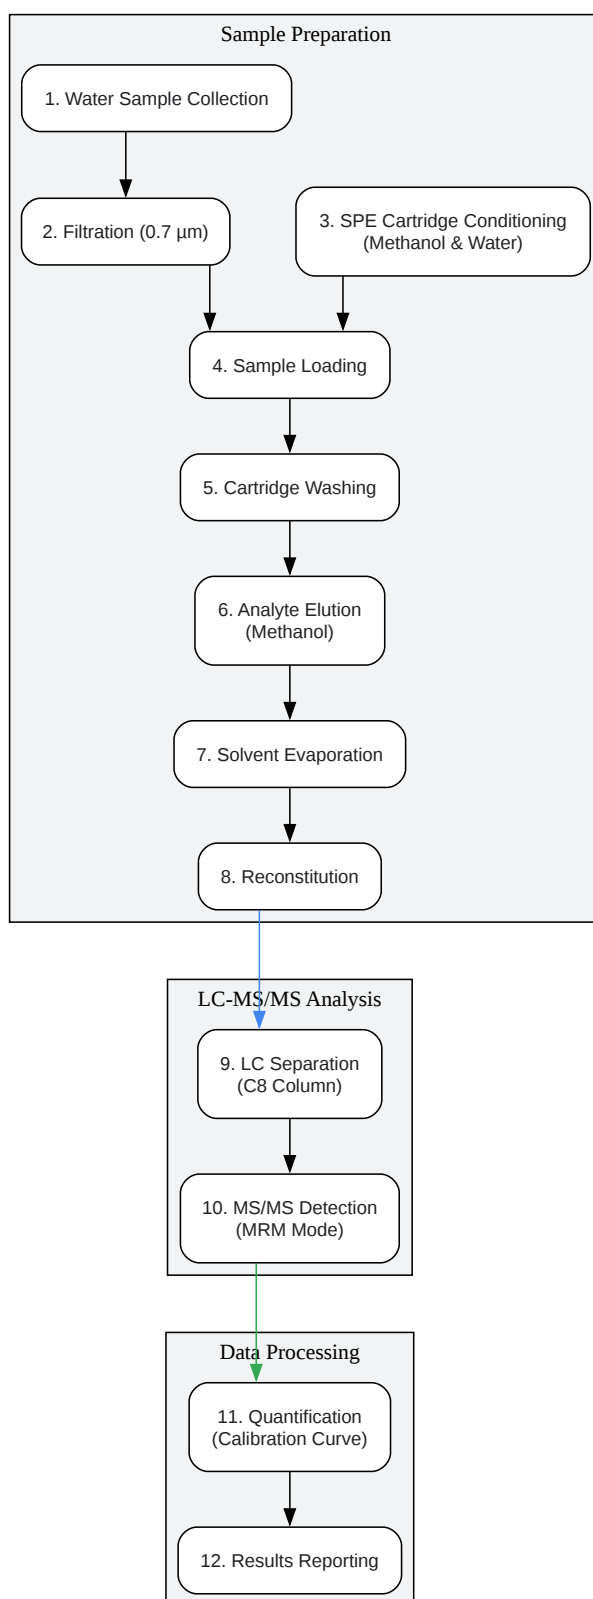 Sample Preparation
1. Water Sample Collection
2. Filtration (0.7 µm)
3. SPE Cartridge Conditioning
(Methanol & Water)
4. Sample Loading
5. Cartridge Washing
6. Analyte Elution
(Methanol)
7. Solvent Evaporation
8. Reconstitution
LC-MS/MS Analysis
9. LC Separation
(C8 Column)
10. MS/MS Detection
(MRM Mode)
Data Processing
11. Quantification
(Calibration Curve)
12. Results Reporting